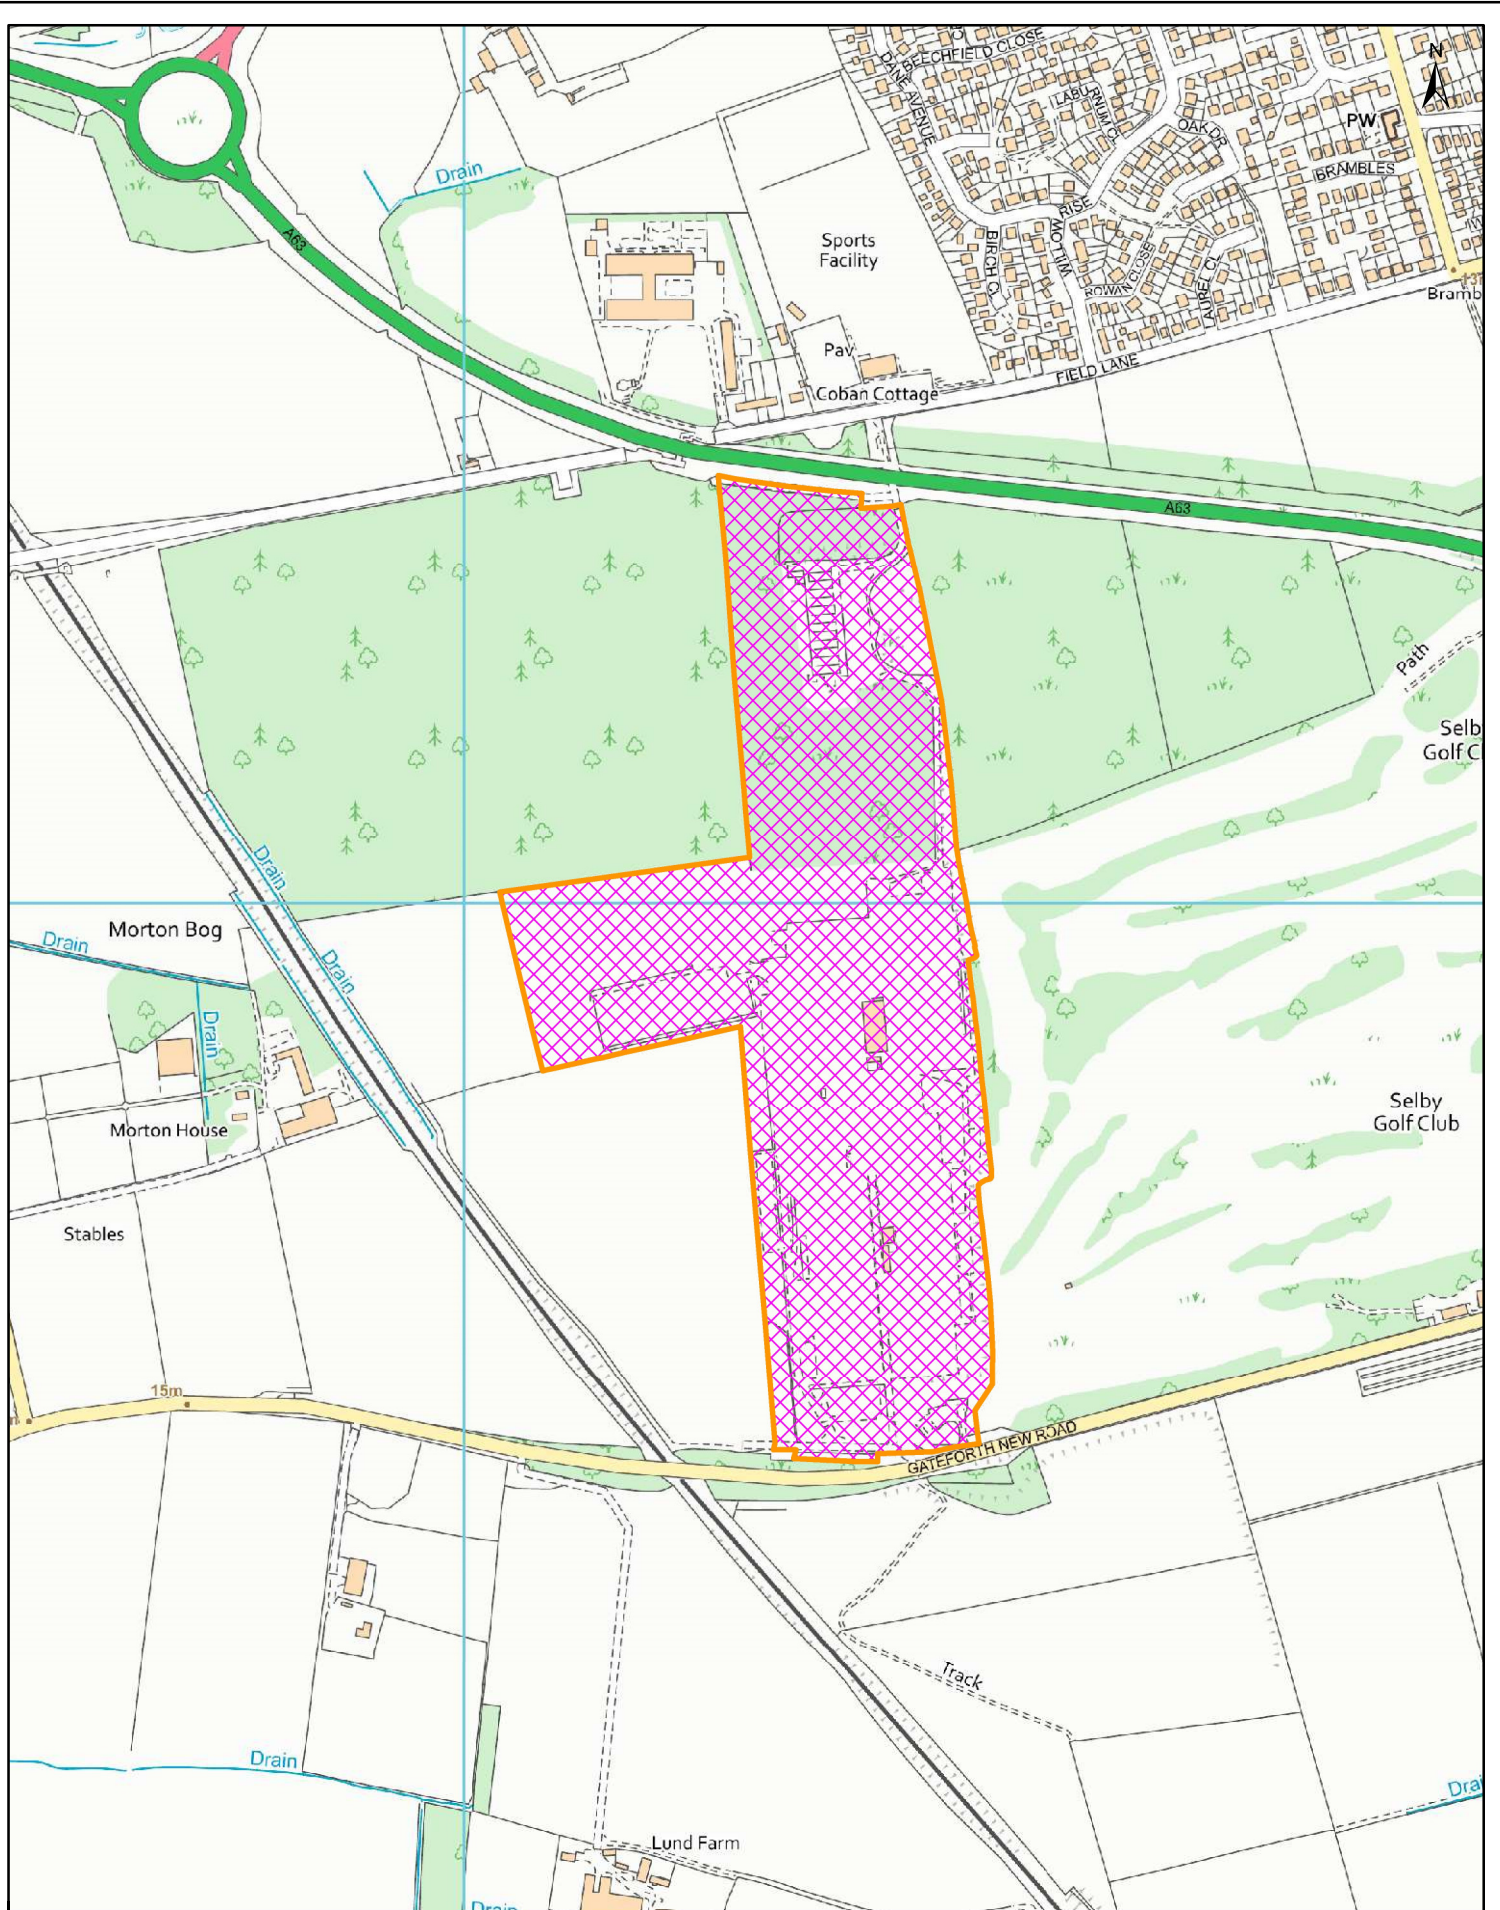 N
BEECHFIELD CLOSE
DANE AVENUE
LABURNUM CL
OAK DR
PW
BRAMBLES
Drain
A63
Sports
Facility
WILLOW RISE
BIRCH CL
ROWAN CLOSE
LAUREL CL
Bramb
Pav
FIELD LANE
Coban Cottage
A63
Path
Selb
Golf Cl
Drain
Morton Bog
Drain
Drain
Drain
Morton House
Selby
Golf Club
Stables
15m
GATEFORTH NEW ROAD
Track
Drain
Drai
Lund Farm
Drain